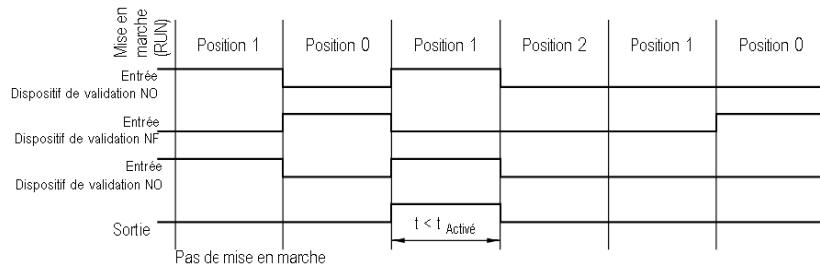 Mise en
marche
(RUN)
Position 1
Position 0
Position 1
Position 2
Position 1
Position 0
Entrée
Dispositif de validation NO
Entrée
Dispositif de validation NF
Entrée
Dispositif de validation NO
Sortie
t < t Activé
Pas de mise en marche